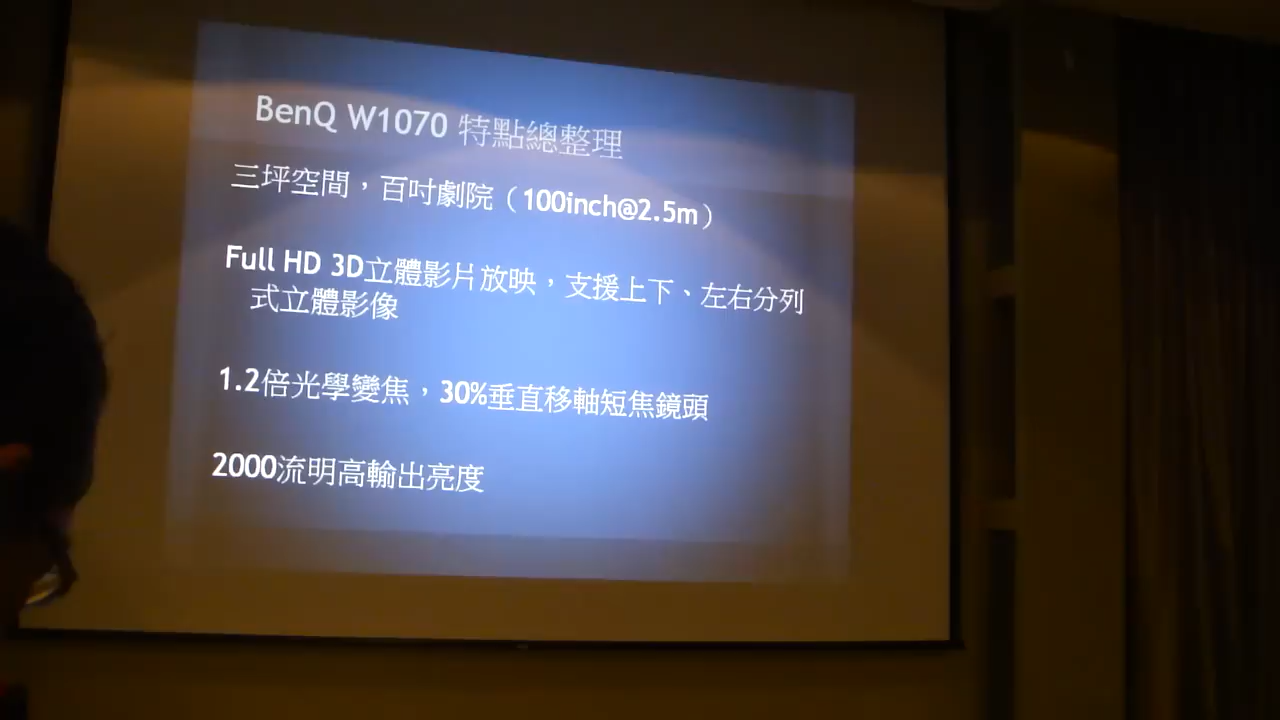 BenQ W1070 特點總整理
三坪空間，百吋劇院（100inch@2.5m）
Full HD 3D立體影片放映，支援上下、左右分列
式立體影像
1.2倍光學變焦，30%垂直移軸短焦鏡頭
2000流明高輸出亮度